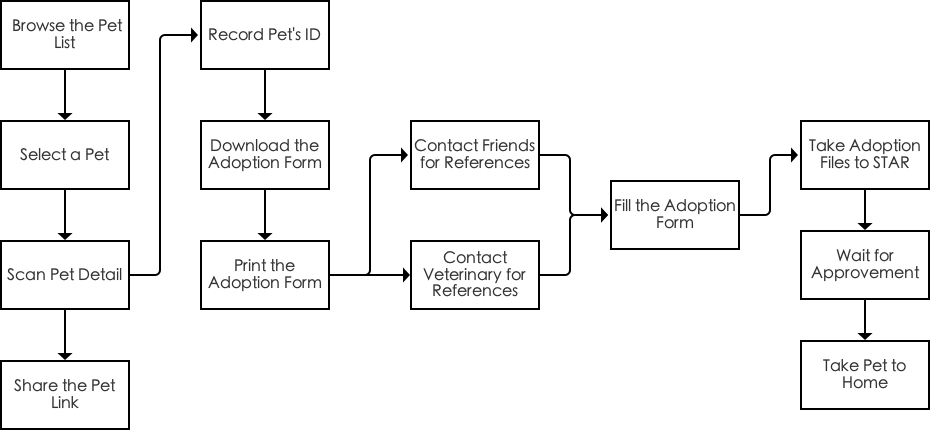 Browse the Pet
List
Select a Pet
Scan Pet Detail
Share the Pet
Link
Record Pet's ID
Download the
Adoption Form
Print the
Adoption Form
Contact Friends
for References
Contact
Veterinary for
References
Fill the Adoption
Form
Take Adoption
Files to STAR
Wait for
Approvement
Take Pet to
Home